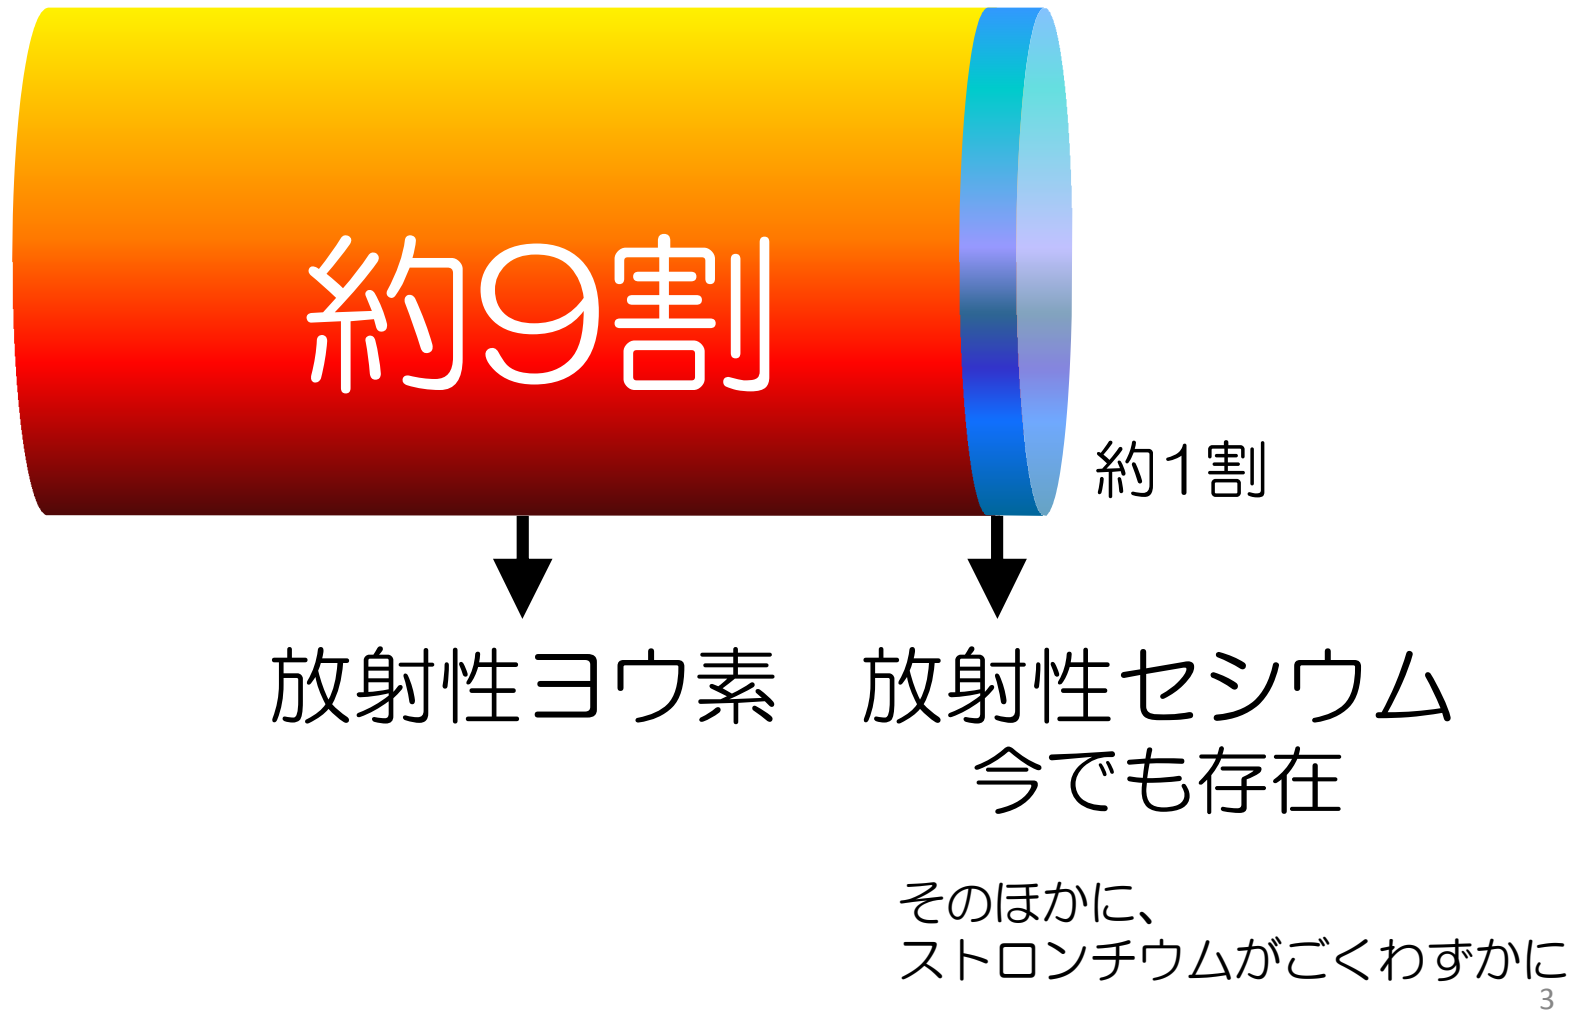 約9割
約1割
放射性ヨウ素
放射性セシウム
今でも存在
そのほかに、
ストロンチウムがごくわずかに
3